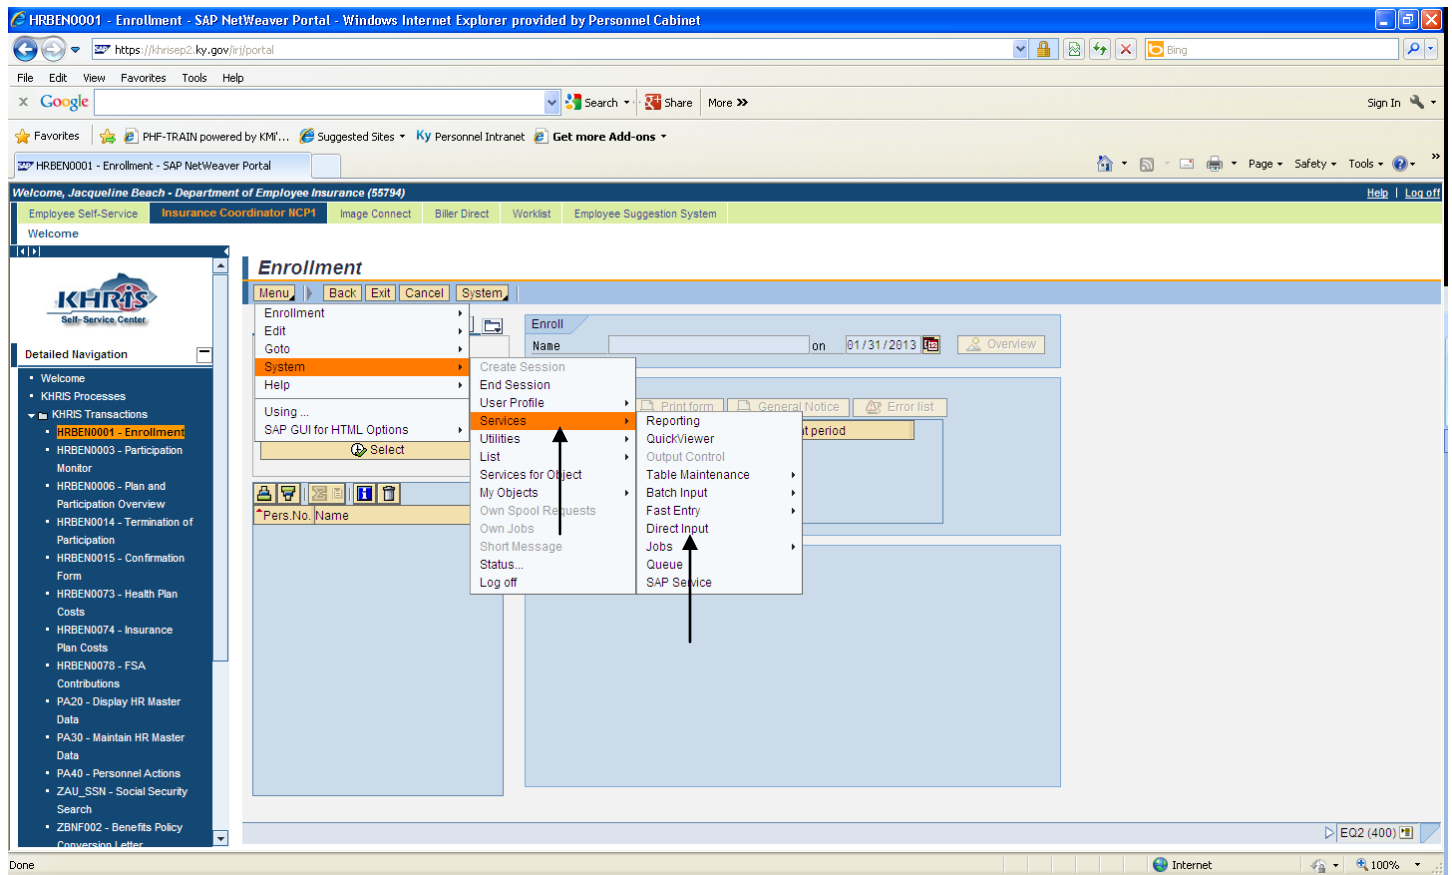 HRBEN0001 - Enrollment - SAP NetWeaver Portal - Windows Internet Explorer provided by Personnel Cabinet
https://khrisep2.ky.gov/irj/portal
Bing
File Edit View Favorites Tools Help
x Google Search Share More »
Sign In
Favorites PHF-TRAIN powered by KMi'... Suggested Sites Ky Personnel Intranet Get more Add-ons
HRBEN0001 - Enrollment - SAP NetWeaver Portal
Page Safety Tools »
Welcome, Jacqueline Beach - Department of Employee Insurance (55794)
Help | Log off
Employee Self-Service Insurance Coordinator NCP1 Image Connect Biller Direct Worklist Employee Suggestion System
Welcome
KHRIS
Self-Service Center
Detailed Navigation
Welcome
KHRIS Processes
KHRIS Transactions
HRBEN0001 - Enrollment
HRBEN0003 - Participation
Monitor
HRBEN0006 - Plan and
Participation Overview
HRBEN0014 - Termination of
Participation
HRBEN0015 - Confirmation
Form
HRBEN0073 - Health Plan
Costs
HRBEN0074 - Insurance
Plan Costs
HRBEN0078 - FSA
Contributions
PA20 - Display HR Master
Data
PA30 - Maintain HR Master
Data
PA40 - Personnel Actions
ZAU_SSN - Social Security
Search
ZBNF002 - Benefits Policy
Conversion Letter
Enrollment
Menu Back Exit Cancel System
Enrollment
Edit
Goto
System
Help
Using ...
SAP GUI for HTML Options
Select
Pers.No. Name
Create Session
End Session
User Profile
Services
Utilities
List
Services for Object
My Objects
Own Spool Requests
Own Jobs
Short Message
Status...
Log off
Reporting
QuickViewer
Output Control
Table Maintenance
Batch Input
Fast Entry
Direct Input
Jobs
Queue
SAP Service
Enroll
Name on 01/31/2013 Overview
Print form General Notice Error list
t period
EQ2 (400)
Done
Internet
100%